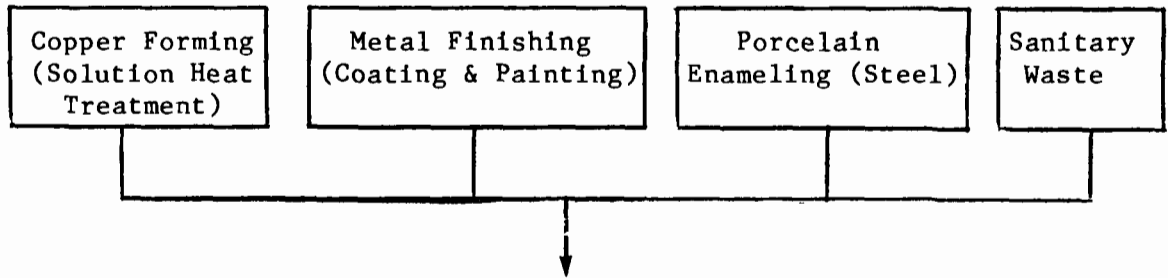 Copper Forming
(Solution Heat
Treatment)
Metal Finishing
(Coating & Painting)
Porcelain
Enameling (Steel)
Sanitary
Waste